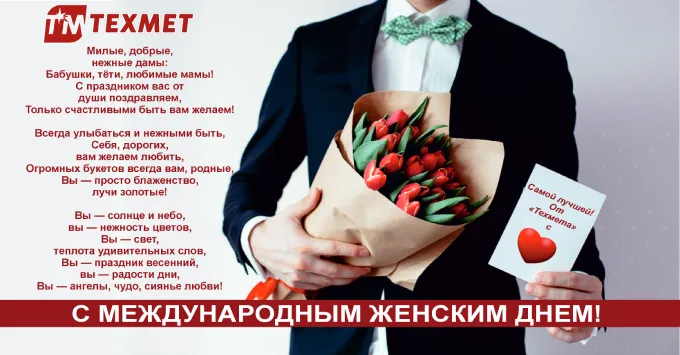 ТМ ТЕХМЕТ
Милые, добрые,
нежные дамы:
Бабушки, тёти, любимые мамы!
С праздником вас от
души поздравляем,
Только счастливыми быть вам желаем!
Всегда улыбаться и нежными быть,
Себя, дорогих,
вам желаем любить,
Огромных букетов всегда вам, родные,
Вы — просто блаженство,
лучи золотые!
Вы — солнце и небо,
вы — нежность цветов,
Вы — свет,
теплота удивительных слов,
Вы — праздник весенний,
вы — радости дни,
Вы — ангелы, чудо, сиянье любви!
Самой лучшей!
От
«Техмета»
с
С МЕЖДУНАРОДНЫМ ЖЕНСКИМ ДНЕМ!